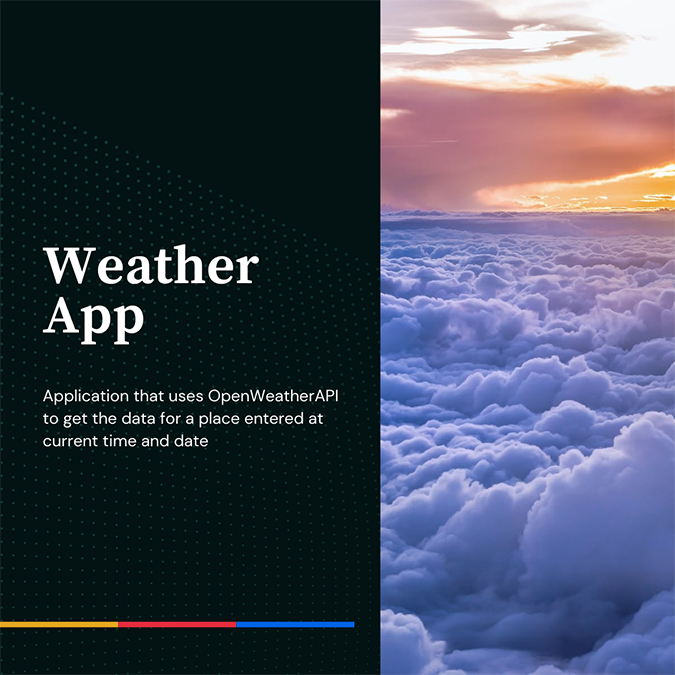 Weather
App
Application that uses OpenWeatherAPI
to get the data for a place entered at
current time and date